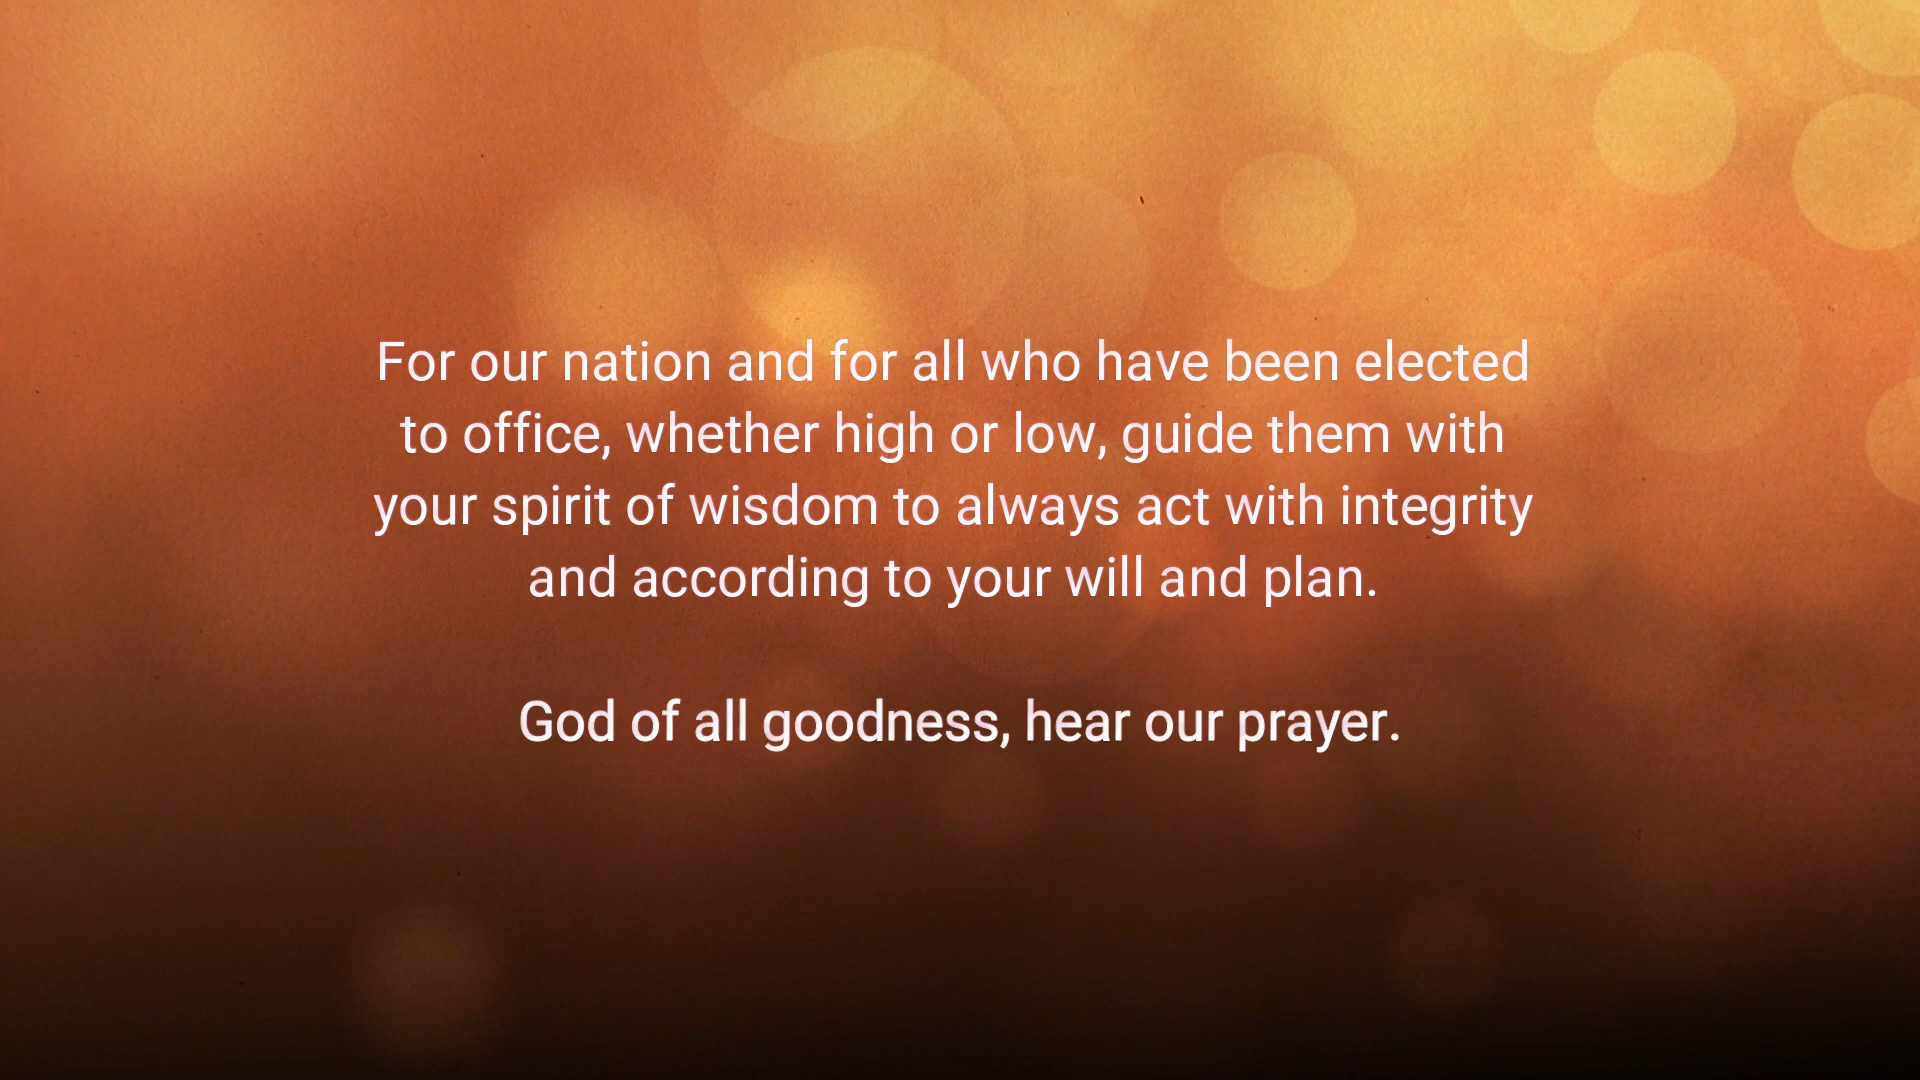 For our nation and for all who have been elected
to office, whether high or low, guide them with
your spirit of wisdom to always act with integrity
and according to your will and plan.
God of all goodness, hear our prayer.